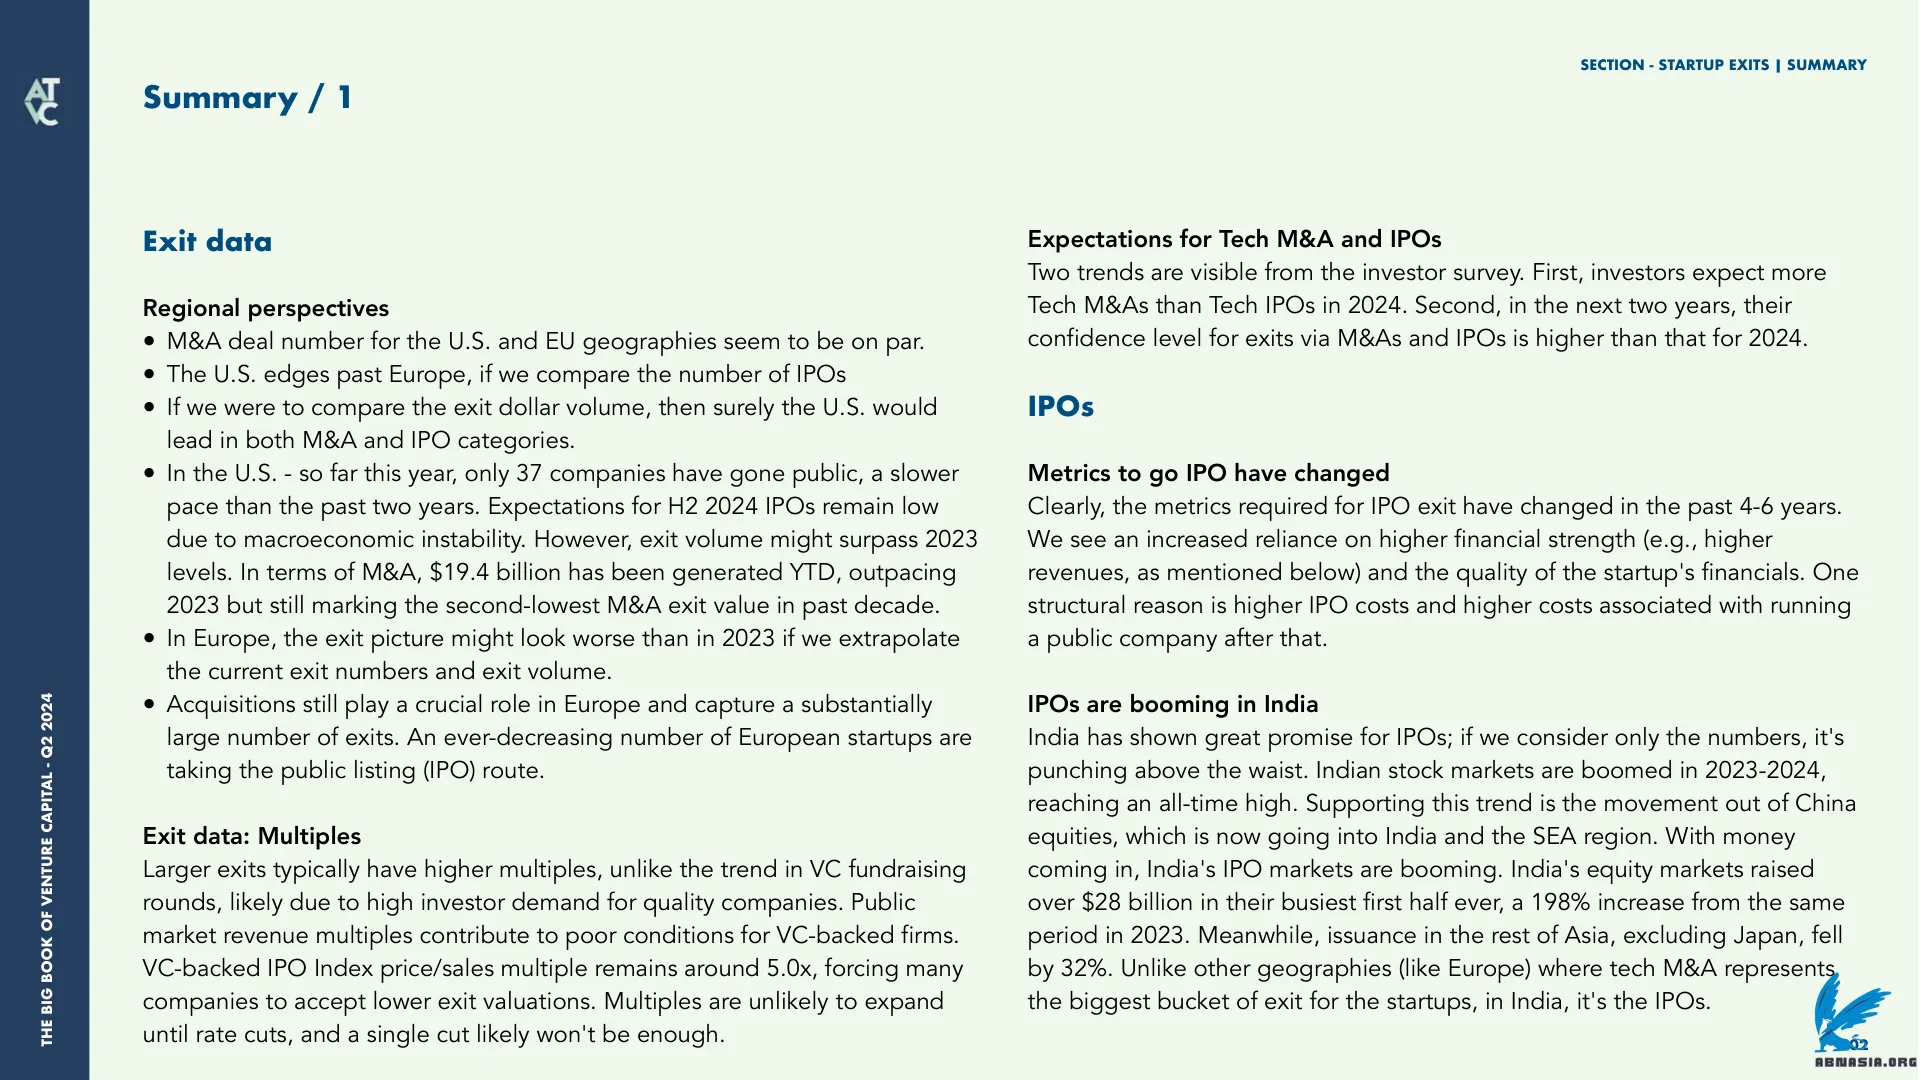 AT
VC
SECTION - STARTUP EXITS | SUMMARY
Summary / 1
Exit data
Regional perspectives
• M&A deal number for the U.S. and EU geographies seem to be on par.
• The U.S. edges past Europe, if we compare the number of IPOs
• If we were to compare the exit dollar volume, then surely the U.S. would
lead in both M&A and IPO categories.
• In the U.S. - so far this year, only 37 companies have gone public, a slower
pace than the past two years. Expectations for H2 2024 IPOs remain low
due to macroeconomic instability. However, exit volume might surpass 2023
levels. In terms of M&A, $19.4 billion has been generated YTD, outpacing
2023 but still marking the second-lowest M&A exit value in past decade.
• In Europe, the exit picture might look worse than in 2023 if we extrapolate
the current exit numbers and exit volume.
• Acquisitions still play a crucial role in Europe and capture a substantially
large number of exits. An ever-decreasing number of European startups are
taking the public listing (IPO) route.
Exit data: Multiples
Larger exits typically have higher multiples, unlike the trend in VC fundraising
rounds, likely due to high investor demand for quality companies. Public
market revenue multiples contribute to poor conditions for VC-backed firms.
VC-backed IPO Index price/sales multiple remains around 5.0x, forcing many
companies to accept lower exit valuations. Multiples are unlikely to expand
until rate cuts, and a single cut likely won't be enough.
Expectations for Tech M&A and IPOs
Two trends are visible from the investor survey. First, investors expect more
Tech M&As than Tech IPOs in 2024. Second, in the next two years, their
confidence level for exits via M&As and IPOs is higher than that for 2024.
IPOs
Metrics to go IPO have changed
Clearly, the metrics required for IPO exit have changed in the past 4-6 years.
We see an increased reliance on higher financial strength (e.g., higher
revenues, as mentioned below) and the quality of the startup's financials. One
structural reason is higher IPO costs and higher costs associated with running
a public company after that.
IPOs are booming in India
India has shown great promise for IPOs; if we consider only the numbers, it's
punching above the waist. Indian stock markets are boomed in 2023-2024,
reaching an all-time high. Supporting this trend is the movement out of China
equities, which is now going into India and the SEA region. With money
coming in, India's IPO markets are booming. India's equity markets raised
over $28 billion in their busiest first half ever, a 198% increase from the same
period in 2023. Meanwhile, issuance in the rest of Asia, excluding Japan, fell
by 32%. Unlike other geographies (like Europe) where tech M&A represents
the biggest bucket of exit for the startups, in India, it's the IPOs.
THE BIG BOOK OF VENTURE CAPITAL - Q2 2024
ABNASIA.ORG